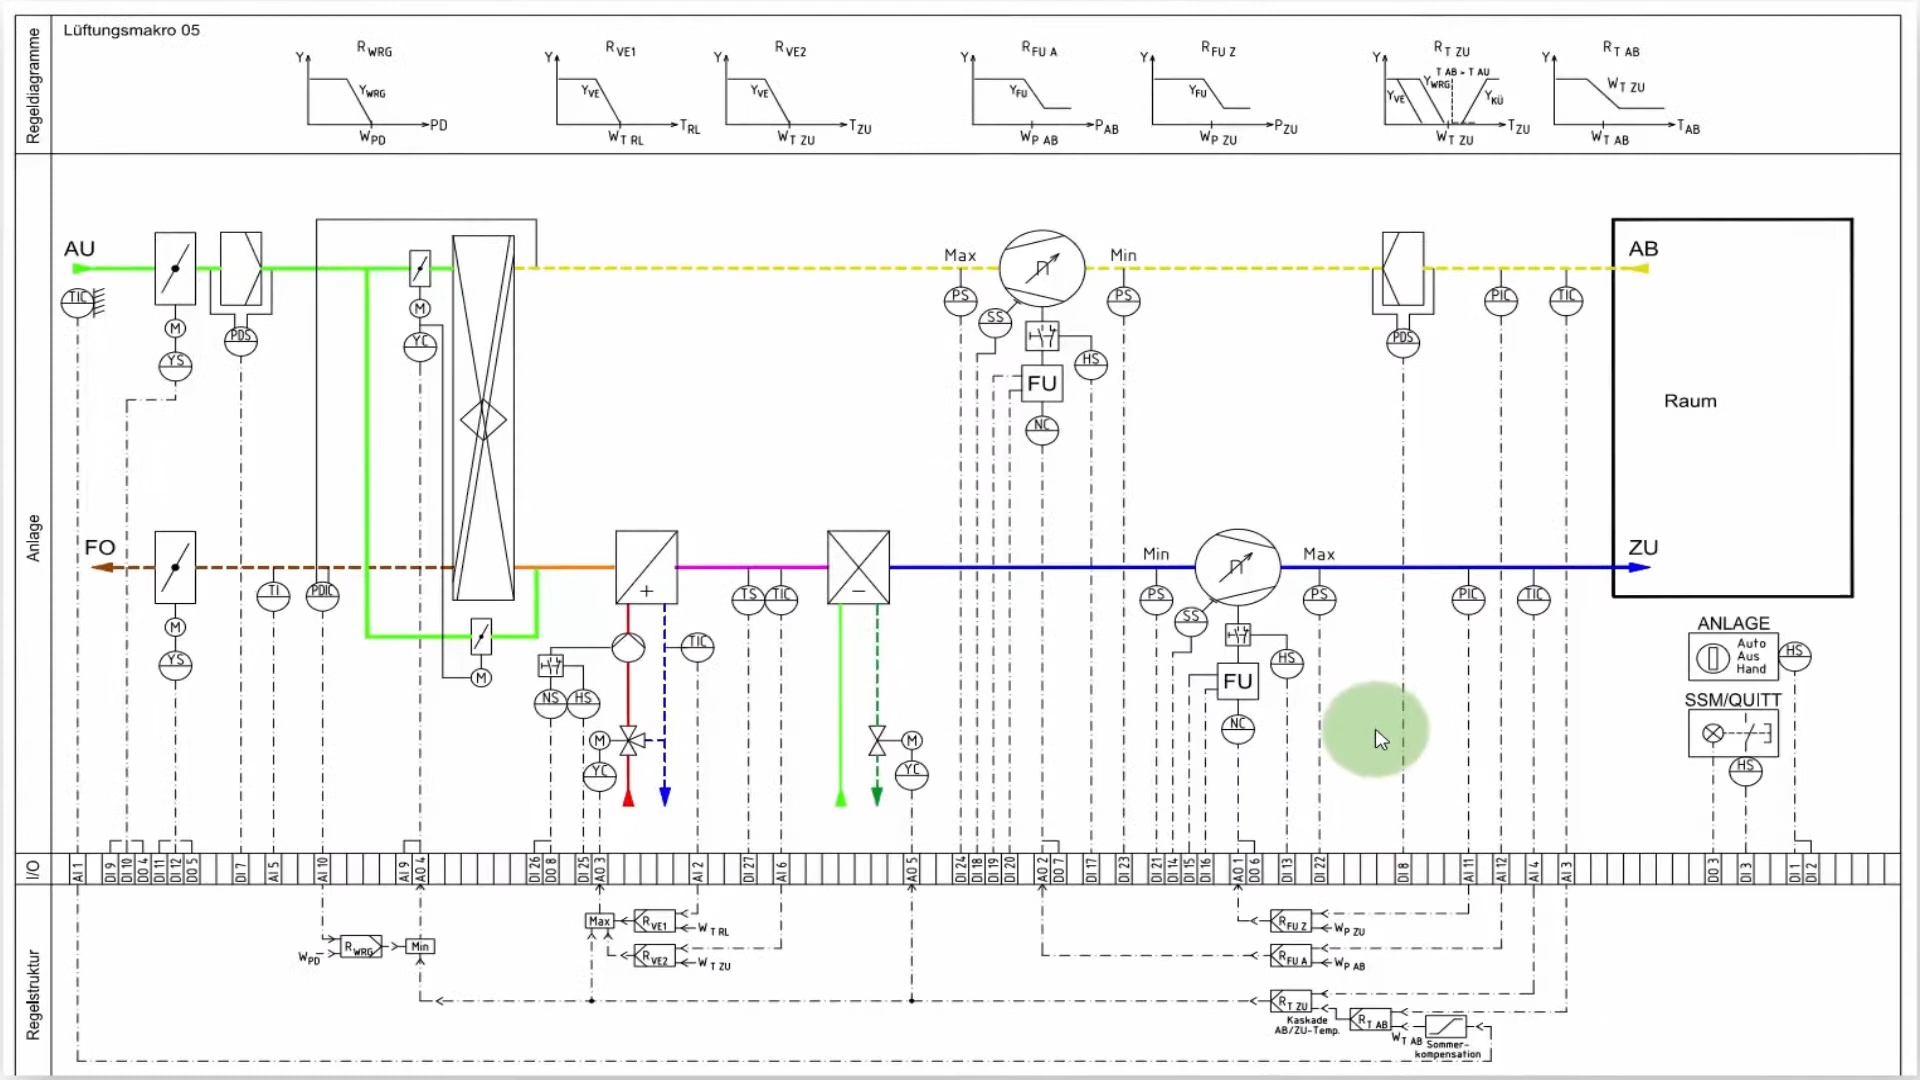 Regeldiagramme
Lüftungsmakro 05
R WRG
R VE1
R VE2
R FU A
R FU Z
R T ZU
R T AB
Y
Y WRG
W PD
PD
Y
Y VE
W T RL
T RL
Y
Y VE
W T ZU
T ZU
Y
Y FU
W P AB
P AB
Y
Y FU
W P ZU
P ZU
Y
T AB > T AU
Y VE
Y WRG
Y KÜ
W T ZU
T ZU
Y
W T ZU
W T AB
T AB
Anlage
AU
TIC
M
YS
PDS
M
YC
Max
PS
SS
n
HS
FU
NC
Min
PS
PDS
PIC
TIC
AB
Raum
FO
M
YS
TI
PDIC
M
+
NS
HS
M
YC
TIC
TS
TIC
−
M
YC
Min
PS
SS
n
HS
FU
NC
Max
PS
PIC
TIC
ZU
ANLAGE
Auto
Aus
Hand
HS
SSM/QUITT
HS
I/O
AI 1
DI 9
DI 10
DO 4
DI 11
DI 12
DO 5
DI 7
AI 5
AI 10
AI 9
AO 4
DI 26
DO 8
DI 25
AO 3
AI 2
DI 27
AI 6
AO 5
DI 24
DI 18
DI 19
DI 20
AO 2
DO 7
DI 17
DI 23
DI 21
DI 14
DI 15
DI 16
AO 1
DO 6
DI 13
DI 22
DI 8
AI 11
AI 12
AI 4
AI 3
DO 3
DI 3
DI 1
DI 2
Regelstruktur
W PD
R WRG
Min
Max
R VE1
W T RL
R VE2
W T ZU
R FU Z
W P ZU
R FU A
W P AB
R T ZU
Kaskade
AB/ZU-Temp.
R T AB
W T AB
Sommer-
kompensation